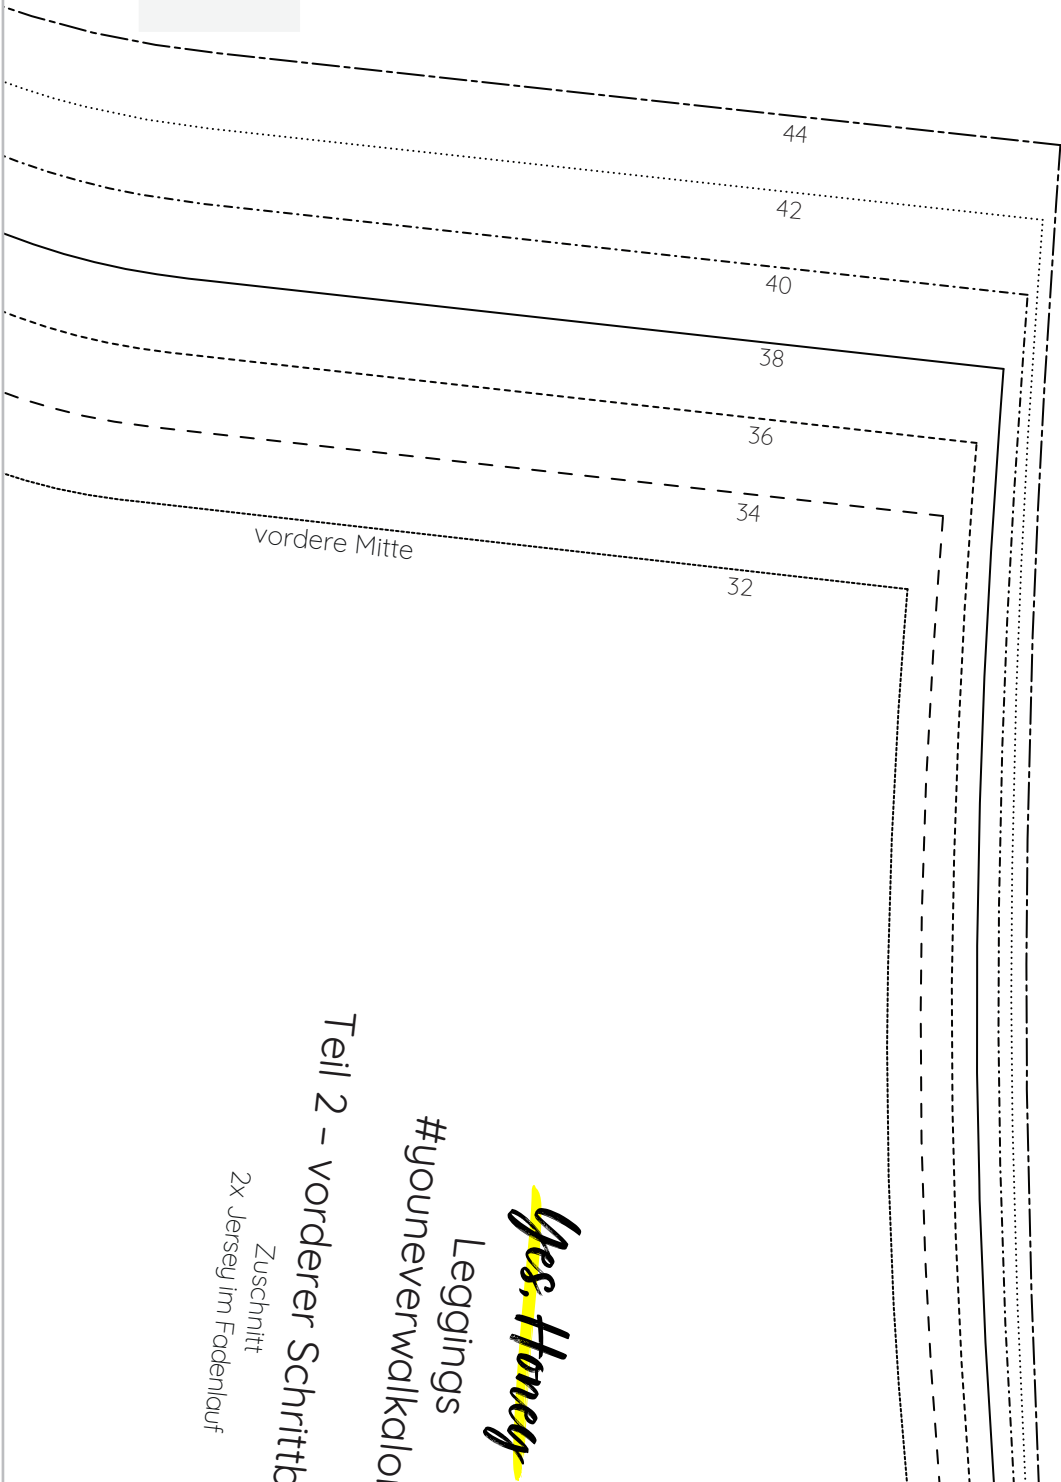 44
42
40
38
36
34
vordere Mitte
32
Yes, Honey
Leggings
#youneverwalkalo
Teil 2 – vorderer Schrittb
Zuschnitt
2x Jersey im Fadenlauf